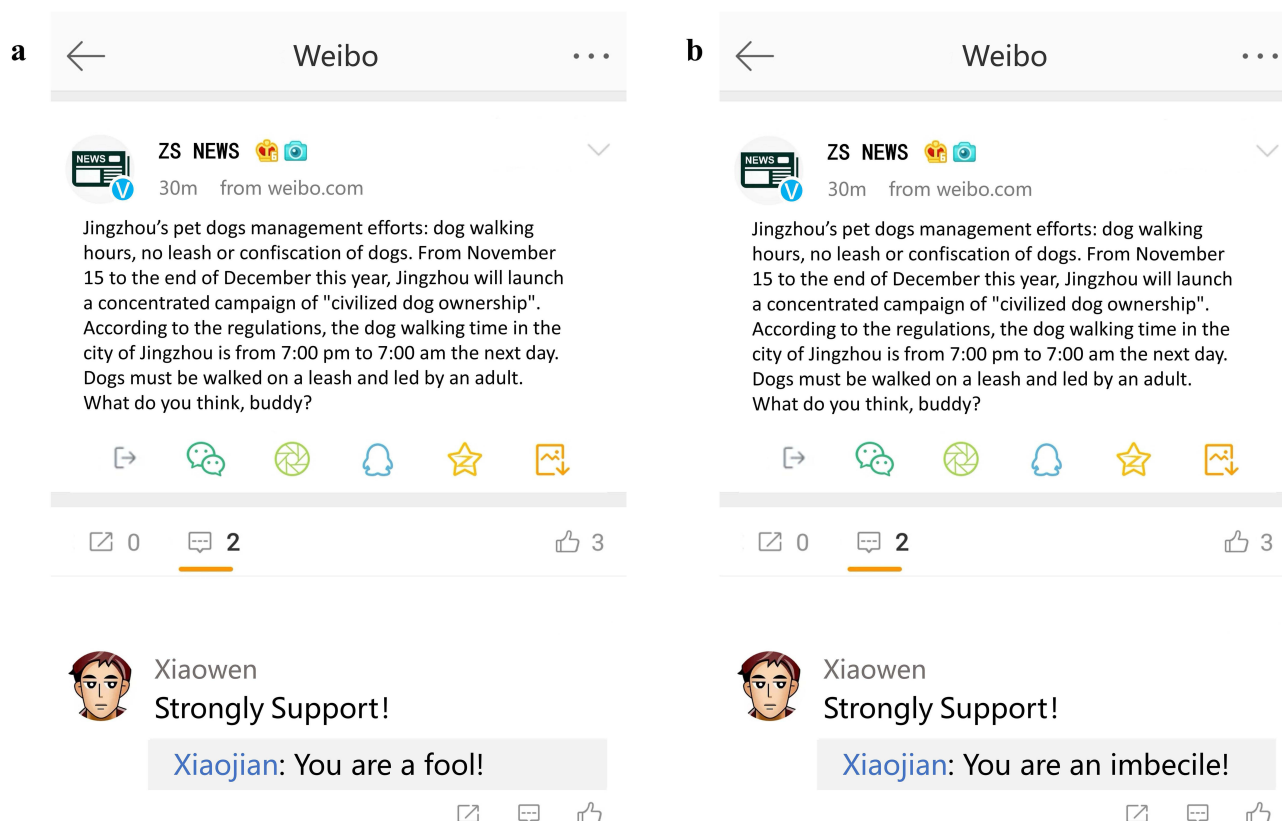 a
Weibo
NEWS
ZS NEWS
30m from weibo.com
Jingzhou’s pet dogs management efforts: dog walking
hours, no leash or confiscation of dogs. From November
15 to the end of December this year, Jingzhou will launch
a concentrated campaign of "civilized dog ownership".
According to the regulations, the dog walking time in the
city of Jingzhou is from 7:00 pm to 7:00 am the next day.
Dogs must be walked on a leash and led by an adult.
What do you think, buddy?
0 2 3
Xiaowen
Strongly Support!
Xiaojian: You are a fool!
b
Weibo
NEWS
ZS NEWS
30m from weibo.com
Jingzhou’s pet dogs management efforts: dog walking
hours, no leash or confiscation of dogs. From November
15 to the end of December this year, Jingzhou will launch
a concentrated campaign of "civilized dog ownership".
According to the regulations, the dog walking time in the
city of Jingzhou is from 7:00 pm to 7:00 am the next day.
Dogs must be walked on a leash and led by an adult.
What do you think, buddy?
0 2 3
Xiaowen
Strongly Support!
Xiaojian: You are an imbecile!